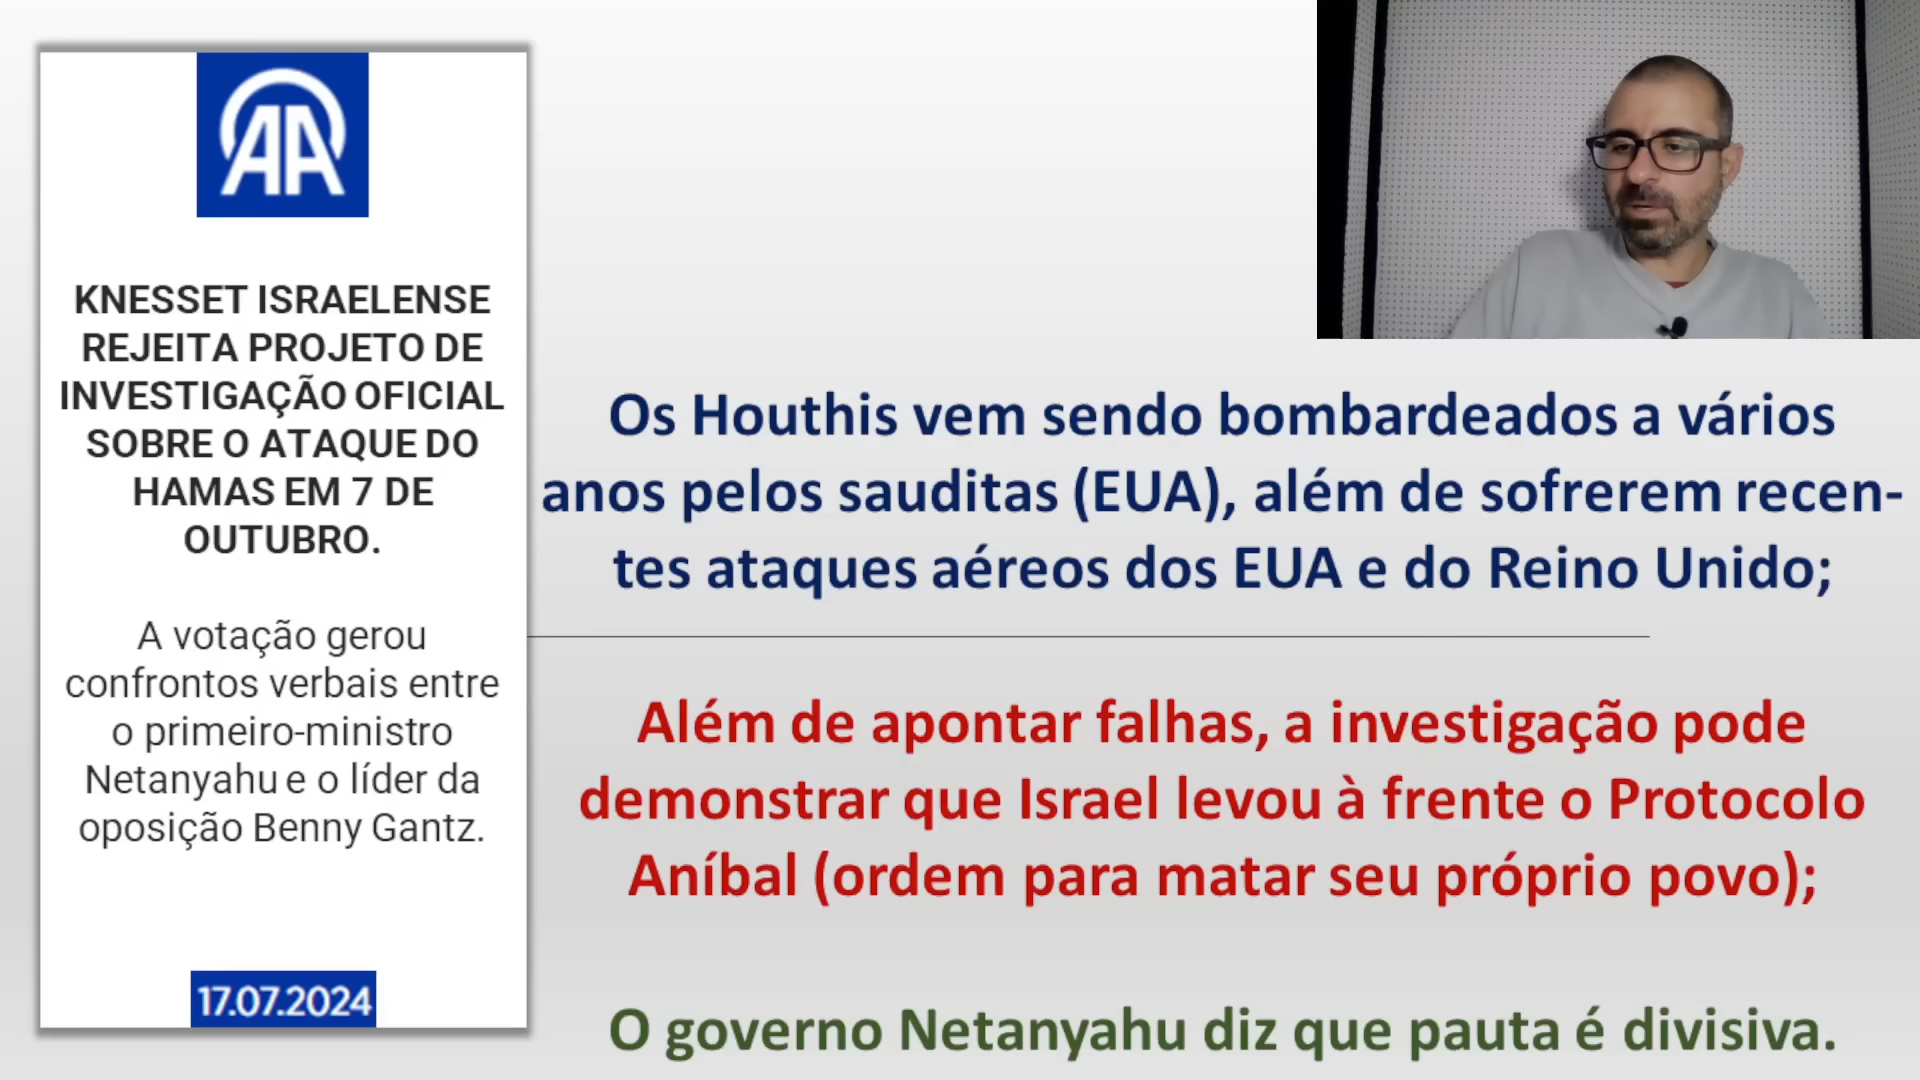 AA
KNESSET ISRAELENSE
REJEITA PROJETO DE
INVESTIGAÇÃO OFICIAL
SOBRE O ATAQUE DO
HAMAS EM 7 DE
OUTUBRO.
A votação gerou
confrontos verbais entre
o primeiro-ministro
Netanyahu e o líder da
oposição Benny Gantz.
17.07.2024
Os Houthis vem sendo bombardeados a vários
anos pelos sauditas (EUA), além de sofrerem recen-
tes ataques aéreos dos EUA e do Reino Unido;
Além de apontar falhas, a investigação pode
demonstrar que Israel levou à frente o Protocolo
Aníbal (ordem para matar seu próprio povo);
O governo Netanyahu diz que pauta é divisiva.